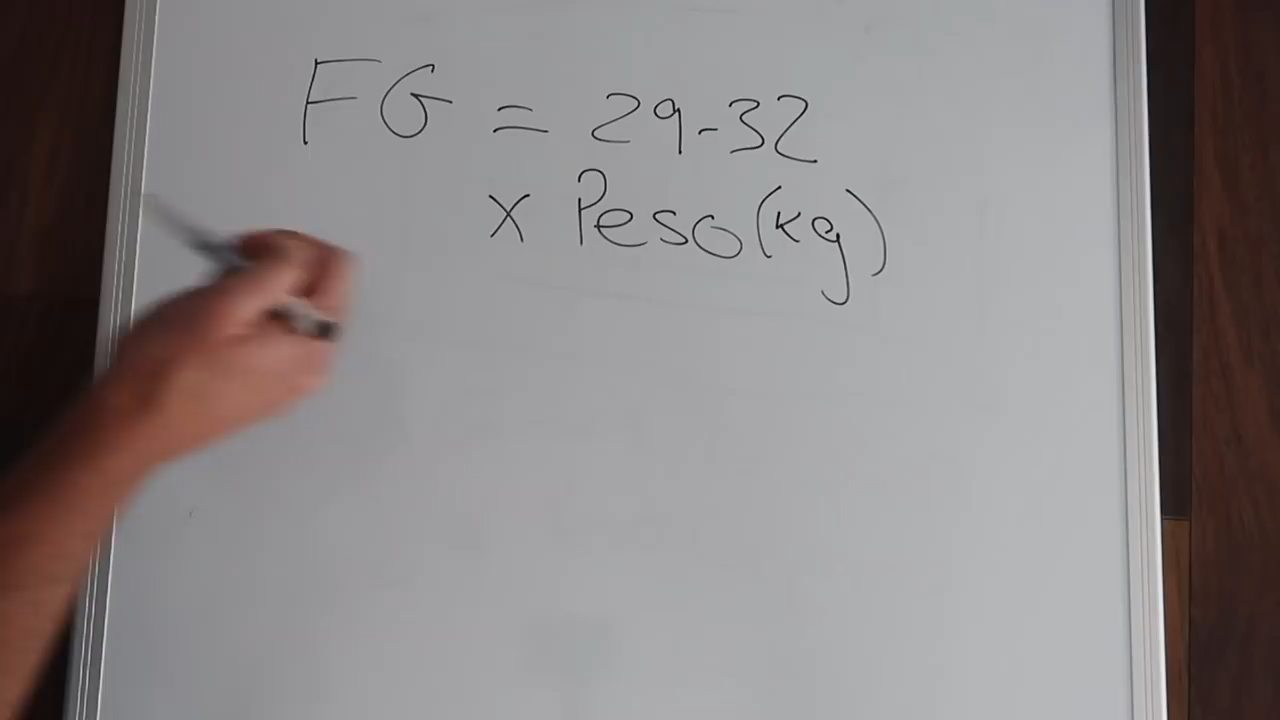 FG = 29-32
x Peso(kg)